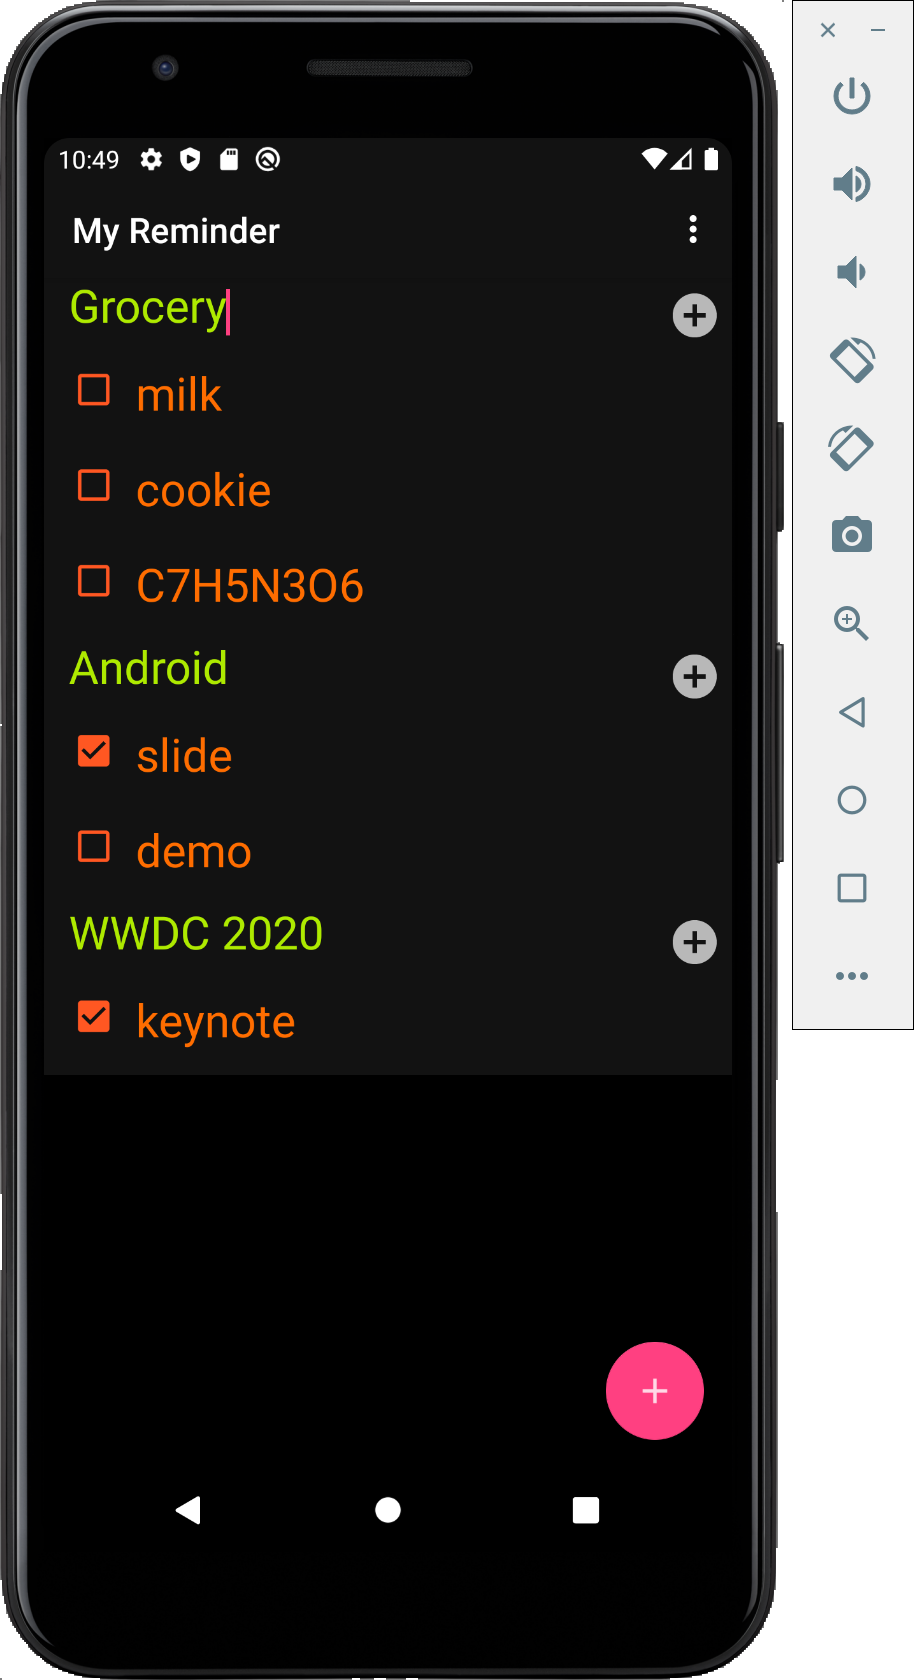 10:49
My Reminder
Grocery
milk
cookie
C7H5N3O6
Android
slide
demo
WWDC 2020
keynote